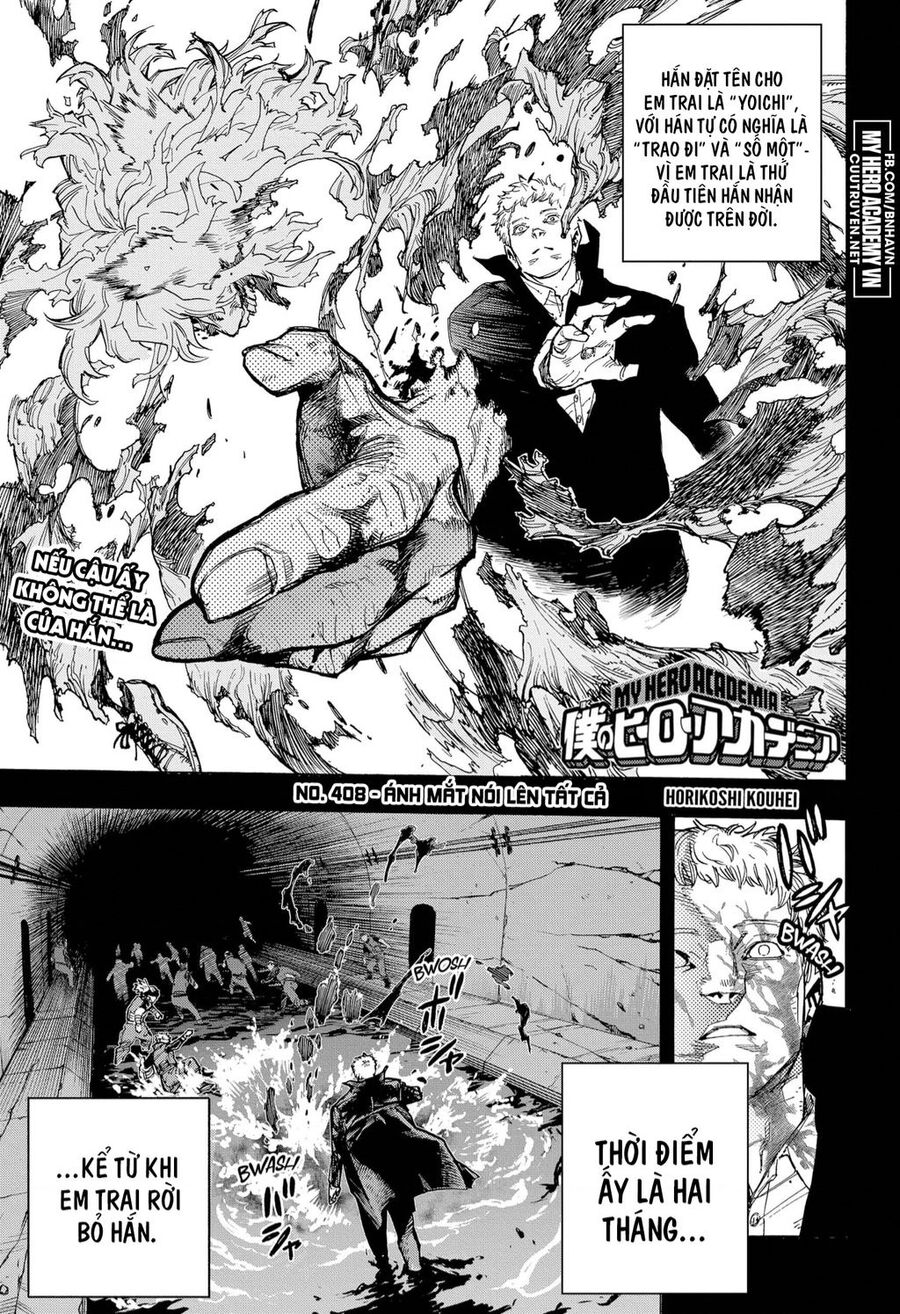 HẮN ĐẶT TÊN CHO
EM TRAI LÀ "YOICHI",
VỚI HÁN TỰ CÓ NGHĨA LÀ
"TRAO ĐI" VÀ "SỐ MỘT"-
VÌ EM TRAI LÀ THỨ
ĐẦU TIÊN HẮN NHẬN
ĐƯỢC TRÊN ĐỜI.
FB.COM/BNHAVN
MY HERO ACADEMY VN
CUUTRUYEN.NET
NẾU CẬU ẤY
KHÔNG THỂ LÀ
CỦA HẮN...
MY HERO ACADEMIA
僕のヒーローアカデミア
NO. 408 - ÁNH MẮT NÓI LÊN TẤT CẢ
HORIKOSHI KOUHEI
BWASH
BWOSH
THỜI ĐIỂM
ẤY LÀ HAI
THÁNG...
BWASH
...KỂ TỪ KHI
EM TRAI RỜI
BỎ HẮN.